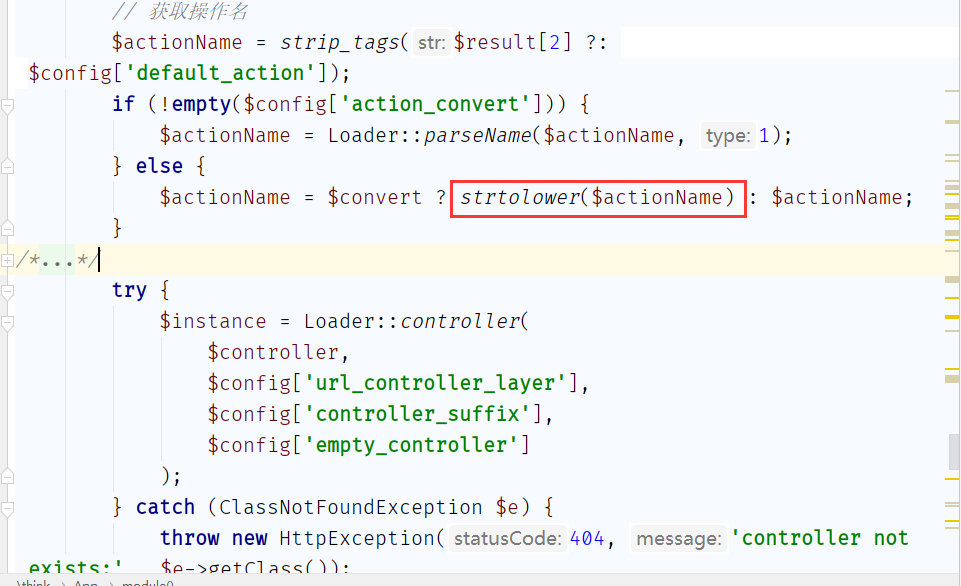 // 获取操作名
$actionName = strip_tags( str: $result[2] ?:
$config['default_action']);
if (!empty($config['action_convert'])) {
$actionName = Loader::parseName($actionName, type: 1);
} else {
$actionName = $convert ? strtolower($actionName) : $actionName;
}
/*...*/
try {
$instance = Loader::controller(
$controller,
$config['url_controller_layer'],
$config['controller_suffix'],
$config['empty_controller']
);
} catch (ClassNotFoundException $e) {
throw new HttpException( statusCode: 404, message: 'controller not
exists:' . $e->getClass());
\think > App > module()